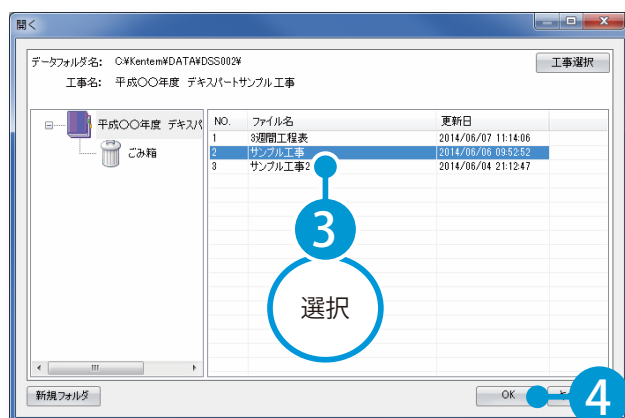 開く
データフォルダ名: C:¥Kentem¥DATA¥DSS002¥
工事選択
工事名: 平成〇〇年度 デキスパートサンプル工事
平成〇〇年度 デキスパ
ごみ箱
NO. ファイル名 更新日
1 3週間工程表 2014/06/07 11:14:06
2 サンプル工事 2014/06/06 09:52:52
3 サンプル工事2 2014/06/04 21:12:47
3
選択
新規フォルダ
OK
4